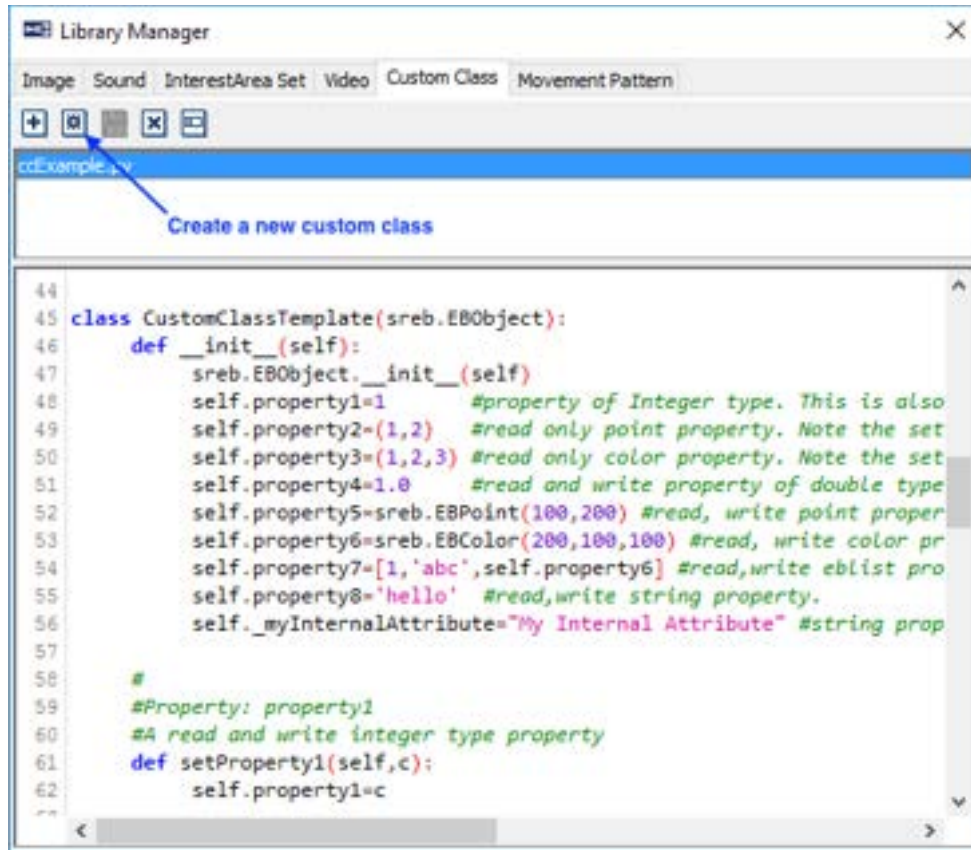 Library Manager
Image Sound InterestArea Set Video Custom Class Movement Pattern
ccExample.py
Create a new custom class
44
45 class CustomClassTemplate(sreb.EBObject):
46 def __init__(self):
47 sreb.EBObject.__init__(self)
48 self.property1=1 #property of Integer type. This is also
49 self.property2=(1,2) #read only point property. Note the set
50 self.property3=(1,2,3) #read only color property. Note the set
51 self.property4=1.0 #read and write property of double type
52 self.property5=sreb.EBPoint(100,200) #read, write point proper
53 self.property6=sreb.EBColor(200,100,100) #read, write color pr
54 self.property7=[1,'abc',self.property6] #read,write eblist pro
55 self.property8='hello' #read,write string property.
56 self._myInternalAttribute="My Internal Attribute" #string prop
57
58 #
59 #Property: property1
60 #A read and write integer type property
61 def setProperty1(self,c):
62 self.property1=c